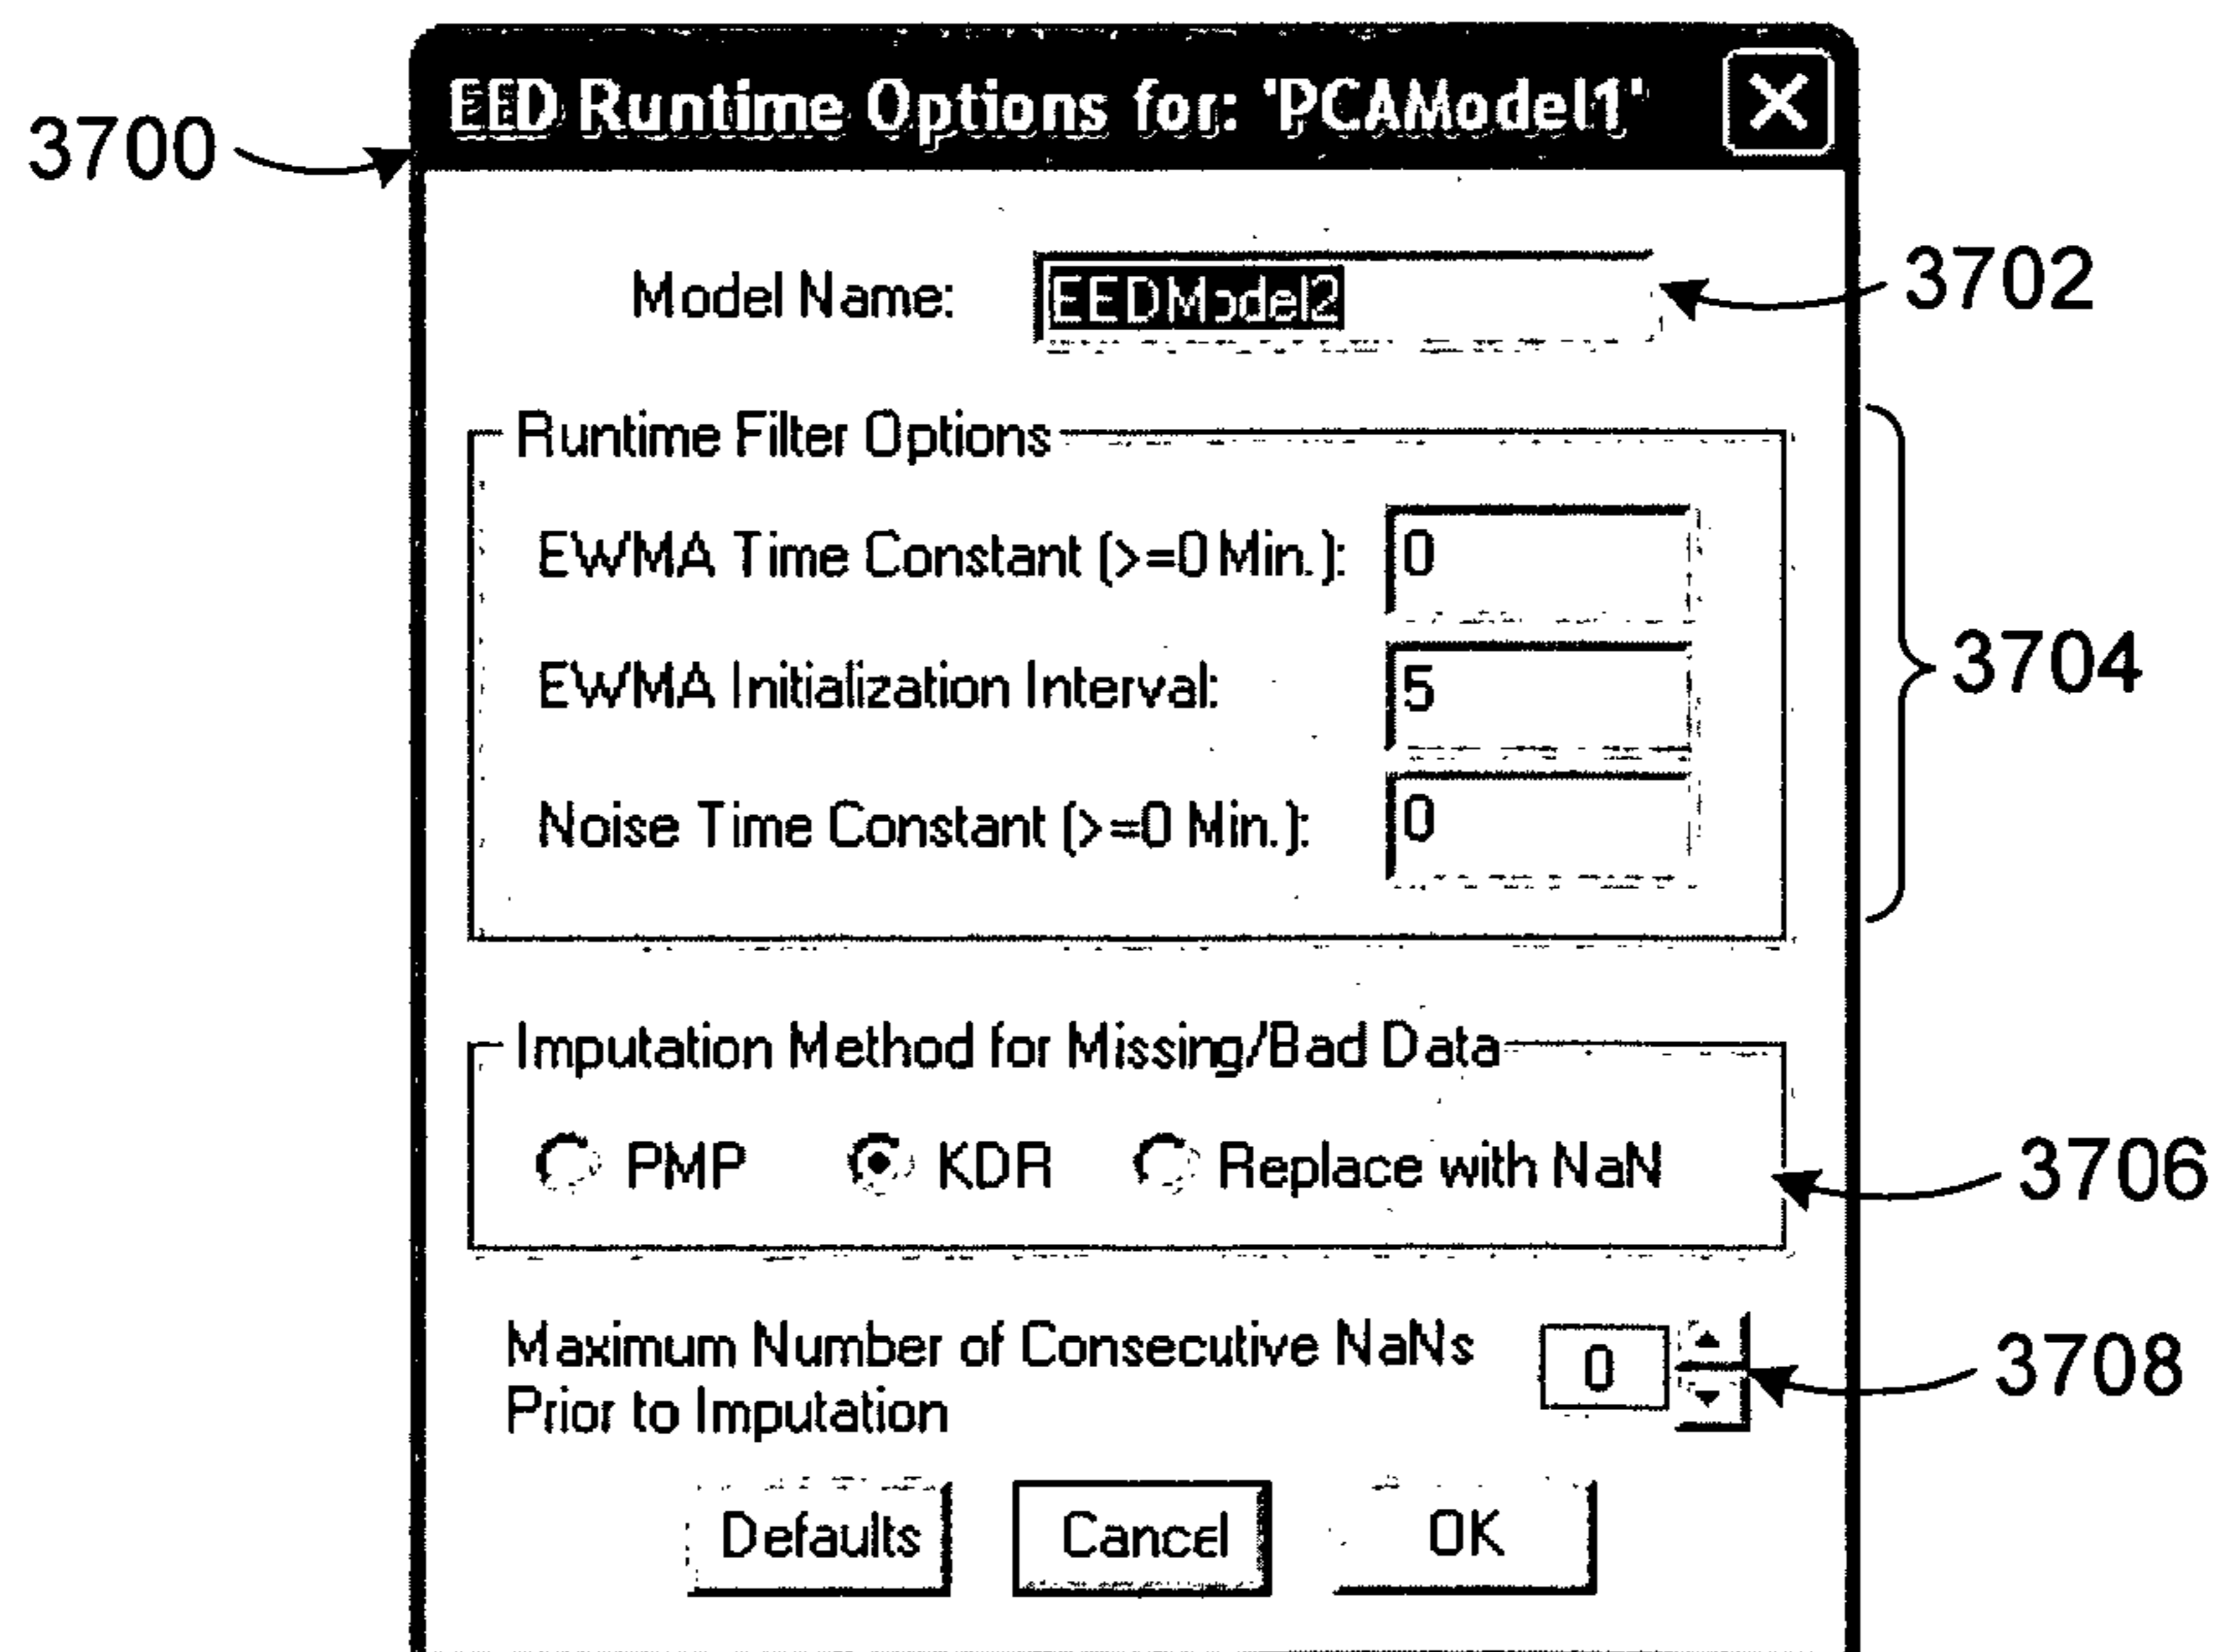 EED Runtime Options for: 'PCAModel1'
3700
Model Name: EEDModel2
3702
Runtime Filter Options
EWMA Time Constant (>=0 Min.): 0
EWMA Initialization Interval: 5
3704
Noise Time Constant (>=0 Min.): 0
Imputation Method for Missing/Bad Data
PMP KDR Replace with NaN
3706
Maximum Number of Consecutive NaNs
Prior to Imputation
0
3708
Defaults Cancel OK